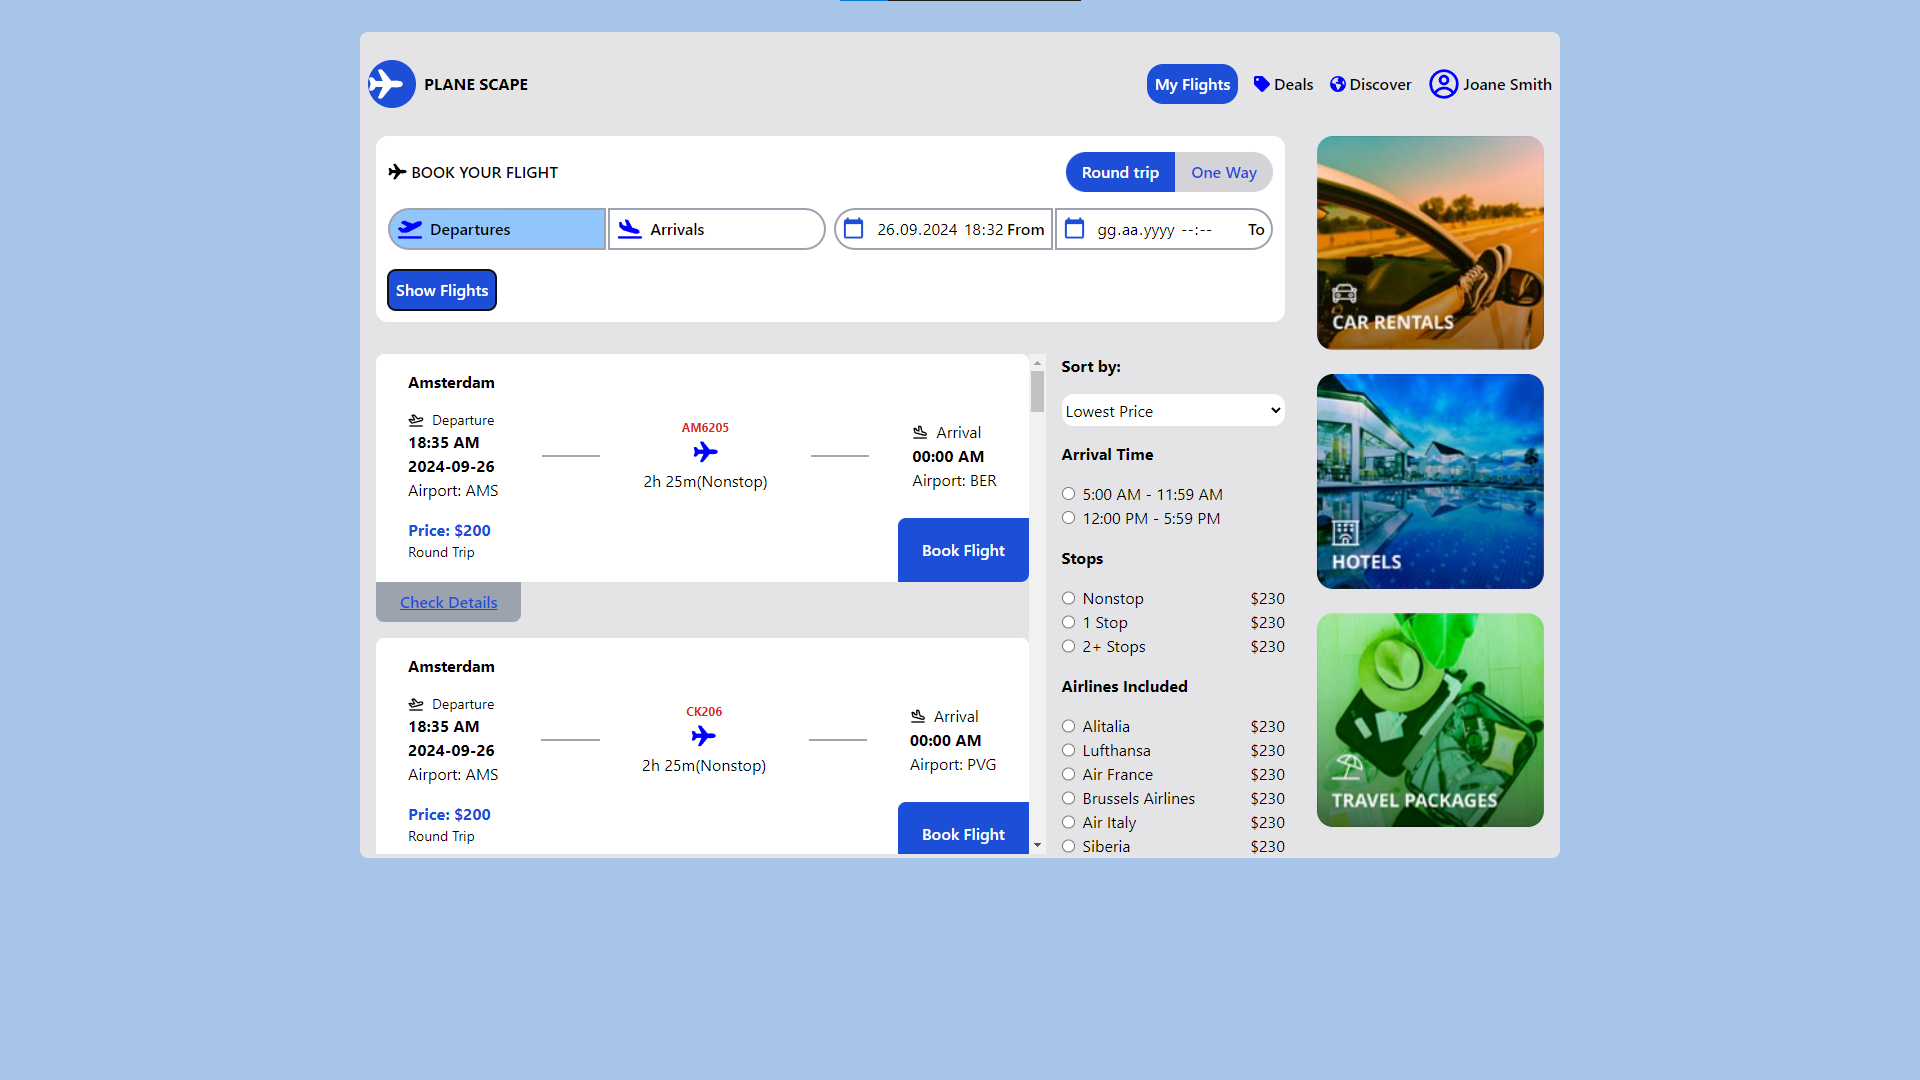 PLANE SCAPE
My Flights
Deals
Discover
Joane Smith
BOOK YOUR FLIGHT
Round trip
One Way
Departures
Arrivals
26.09.2024 18:32 From
gg.aa.yyyy --:-- To
Show Flights
Amsterdam
Departure
18:35 AM
2024-09-26
Airport: AMS
AM6205
2h 25m(Nonstop)
Arrival
00:00 AM
Airport: BER
Price: $200
Round Trip
Book Flight
Check Details
Amsterdam
Departure
18:35 AM
2024-09-26
Airport: AMS
CK206
2h 25m(Nonstop)
Arrival
00:00 AM
Airport: PVG
Price: $200
Round Trip
Book Flight
Sort by:
Lowest Price
Arrival Time
5:00 AM - 11:59 AM
12:00 PM - 5:59 PM
Stops
Nonstop $230
1 Stop $230
2+ Stops $230
Airlines Included
Alitalia $230
Lufthansa $230
Air France $230
Brussels Airlines $230
Air Italy $230
Siberia $230
CAR RENTALS
HOTELS
TRAVEL PACKAGES